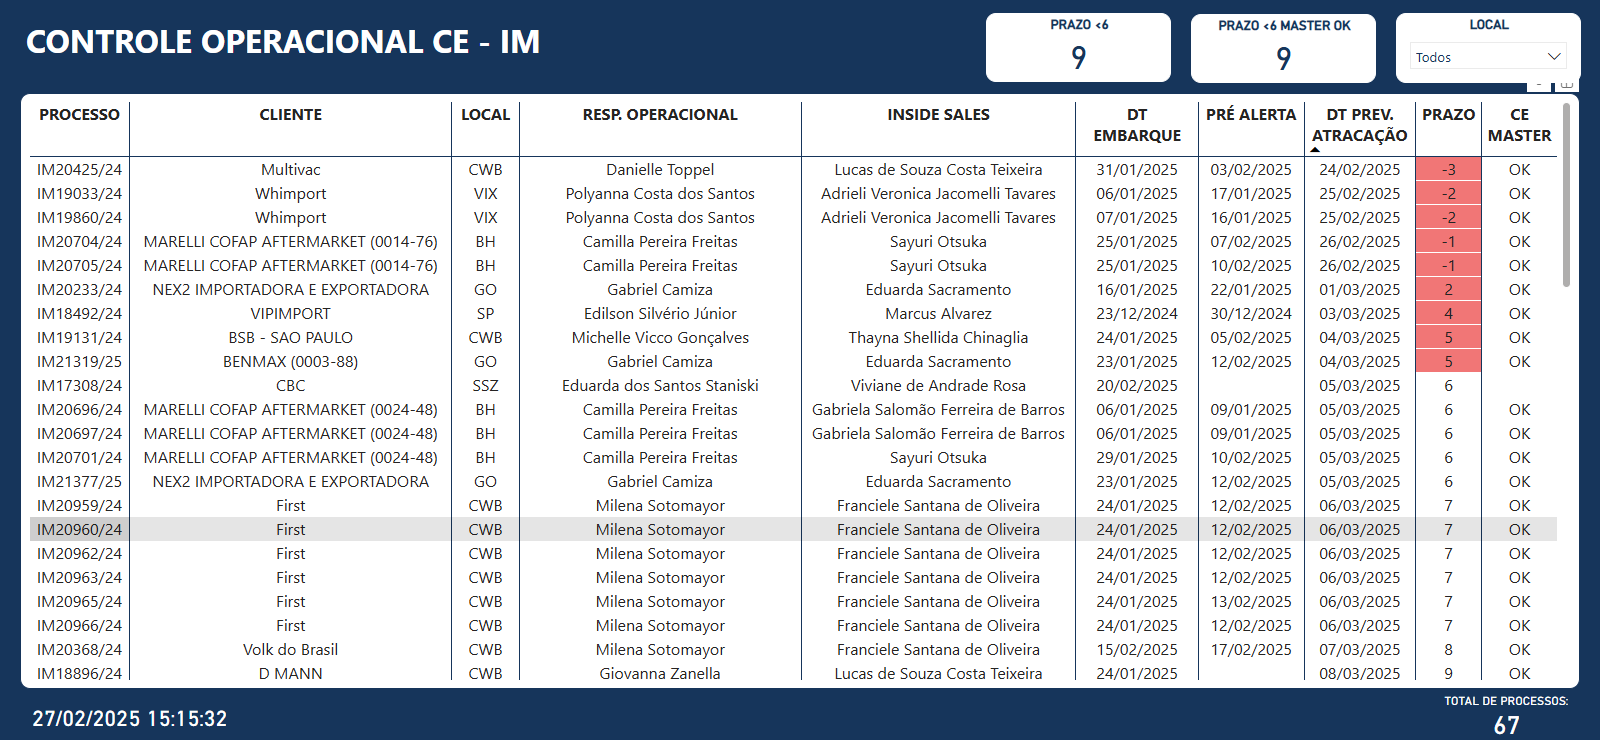 CONTROLE OPERACIONAL CE - IM
PRAZO <6
9
PRAZO <6 MASTER OK
9
LOCAL
Todos
PROCESSO CLIENTE LOCAL RESP. OPERACIONAL INSIDE SALES DT EMBARQUE PRÉ ALERTA DT PREV. ATRACAÇÃO PRAZO CE MASTER
IM20425/24 Multivac CWB Danielle Toppel Lucas de Souza Costa Teixeira 31/01/2025 03/02/2025 24/02/2025 -3 OK
IM19033/24 Whimport VIX Polyanna Costa dos Santos Adrieli Veronica Jacomelli Tavares 06/01/2025 17/01/2025 25/02/2025 -2 OK
IM19860/24 Whimport VIX Polyanna Costa dos Santos Adrieli Veronica Jacomelli Tavares 07/01/2025 16/01/2025 25/02/2025 -2 OK
IM20704/24 MARELLI COFAP AFTERMARKET (0014-76) BH Camilla Pereira Freitas Sayuri Otsuka 25/01/2025 07/02/2025 26/02/2025 -1 OK
IM20705/24 MARELLI COFAP AFTERMARKET (0014-76) BH Camilla Pereira Freitas Sayuri Otsuka 25/01/2025 10/02/2025 26/02/2025 -1 OK
IM20233/24 NEX2 IMPORTADORA E EXPORTADORA GO Gabriel Camiza Eduarda Sacramento 16/01/2025 22/01/2025 01/03/2025 2 OK
IM18492/24 VIPIMPORT SP Edilson Silvério Júnior Marcus Alvarez 23/12/2024 30/12/2024 03/03/2025 4 OK
IM19131/24 BSB - SAO PAULO CWB Michelle Vicco Gonçalves Thayna Shellida Chinaglia 24/01/2025 05/02/2025 04/03/2025 5 OK
IM21319/25 BENMAX (0003-88) GO Gabriel Camiza Eduarda Sacramento 23/01/2025 12/02/2025 04/03/2025 5 OK
IM17308/24 CBC SSZ Eduarda dos Santos Staniski Viviane de Andrade Rosa 20/02/2025 05/03/2025 6
IM20696/24 MARELLI COFAP AFTERMARKET (0024-48) BH Camilla Pereira Freitas Gabriela Salomão Ferreira de Barros 06/01/2025 09/01/2025 05/03/2025 6 OK
IM20697/24 MARELLI COFAP AFTERMARKET (0024-48) BH Camilla Pereira Freitas Gabriela Salomão Ferreira de Barros 06/01/2025 09/01/2025 05/03/2025 6 OK
IM20701/24 MARELLI COFAP AFTERMARKET (0024-48) BH Camilla Pereira Freitas Sayuri Otsuka 29/01/2025 10/02/2025 05/03/2025 6 OK
IM21377/25 NEX2 IMPORTADORA E EXPORTADORA GO Gabriel Camiza Eduarda Sacramento 23/01/2025 12/02/2025 05/03/2025 6 OK
IM20959/24 First CWB Milena Sotomayor Franciele Santana de Oliveira 24/01/2025 12/02/2025 06/03/2025 7 OK
IM20960/24 First CWB Milena Sotomayor Franciele Santana de Oliveira 24/01/2025 12/02/2025 06/03/2025 7 OK
IM20962/24 First CWB Milena Sotomayor Franciele Santana de Oliveira 24/01/2025 12/02/2025 06/03/2025 7 OK
IM20963/24 First CWB Milena Sotomayor Franciele Santana de Oliveira 24/01/2025 12/02/2025 06/03/2025 7 OK
IM20965/24 First CWB Milena Sotomayor Franciele Santana de Oliveira 24/01/2025 13/02/2025 06/03/2025 7 OK
IM20966/24 First CWB Milena Sotomayor Franciele Santana de Oliveira 24/01/2025 12/02/2025 06/03/2025 7 OK
IM20368/24 Volk do Brasil CWB Milena Sotomayor Franciele Santana de Oliveira 15/02/2025 17/02/2025 07/03/2025 8 OK
IM18896/24 D MANN CWB Giovanna Zanella Lucas de Souza Costa Teixeira 24/01/2025 08/03/2025 9 OK
27/02/2025 15:15:32
TOTAL DE PROCESSOS:
67